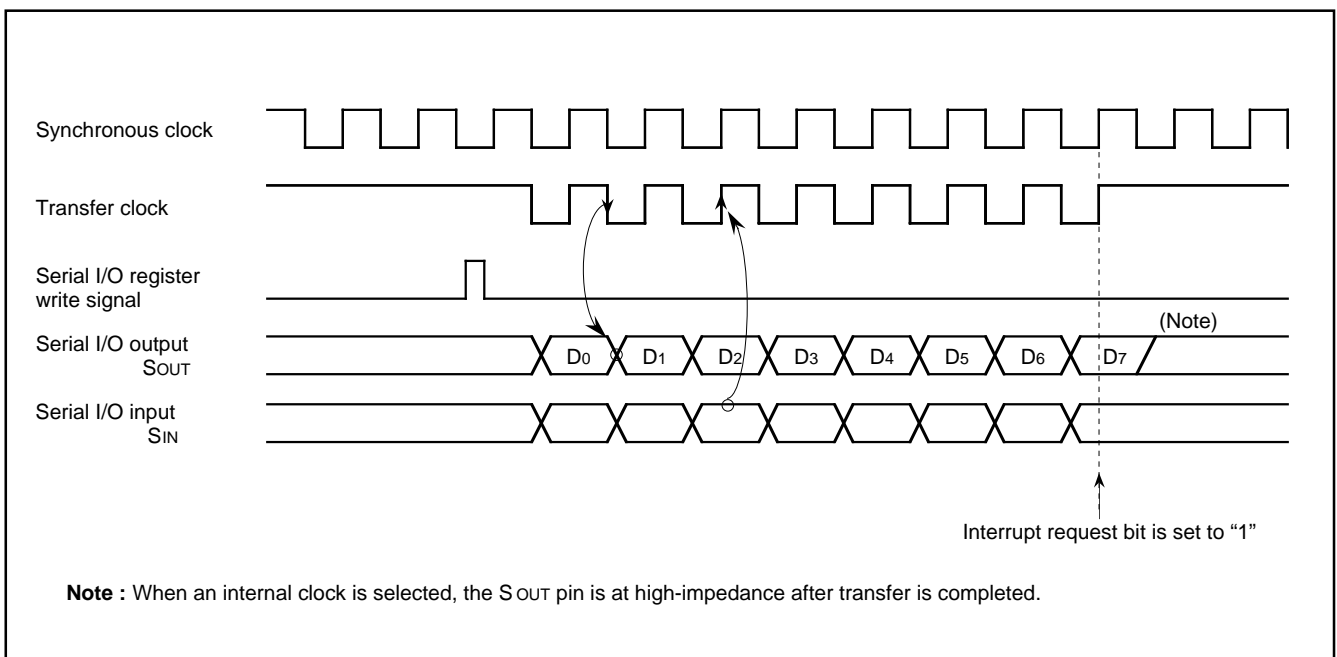 Synchronous clock
Transfer clock
Serial I/O register
write signal
(Note)
Serial I/O output
SOUT
D0 D1 D2 D3 D4 D5 D6 D7
Serial I/O input
SIN
Interrupt request bit is set to “1”
Note : When an internal clock is selected, the SOUT pin is at high-impedance after transfer is completed.